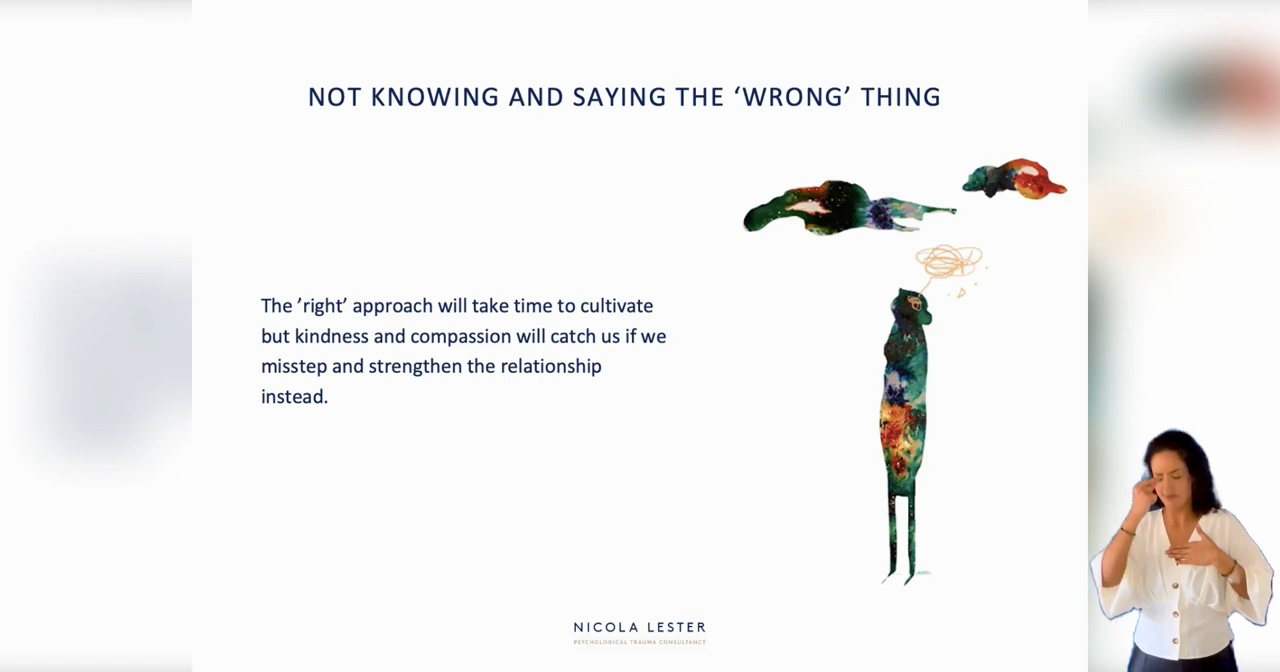 NOT KNOWING AND SAYING THE ‘WRONG’ THING
The ’right’ approach will take time to cultivate
but kindness and compassion will catch us if we
misstep and strengthen the relationship
instead.
NICOLA LESTER
PSYCHOLOGICAL TRAUMA CONSULTANCY